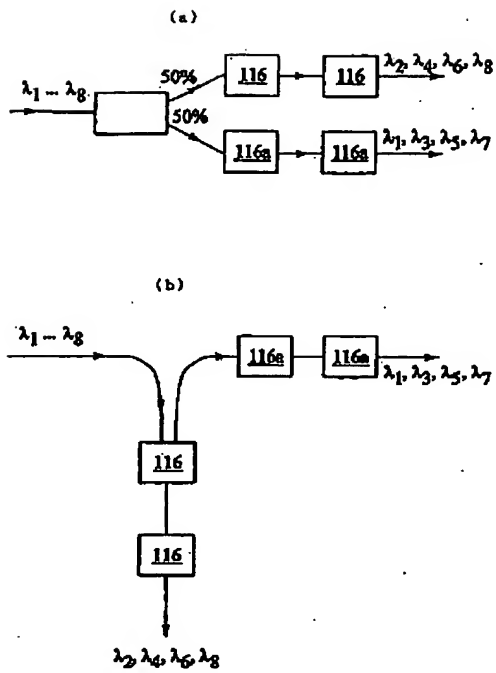 (a)
λ1 ... λ8
50%
116
116
λ2, λ4, λ6, λ8
50%
116a
116a
λ1, λ3, λ5, λ7
(b)
λ1 ... λ8
116a
116a
λ1, λ3, λ5, λ7
116
116
λ2, λ4, λ6, λ8